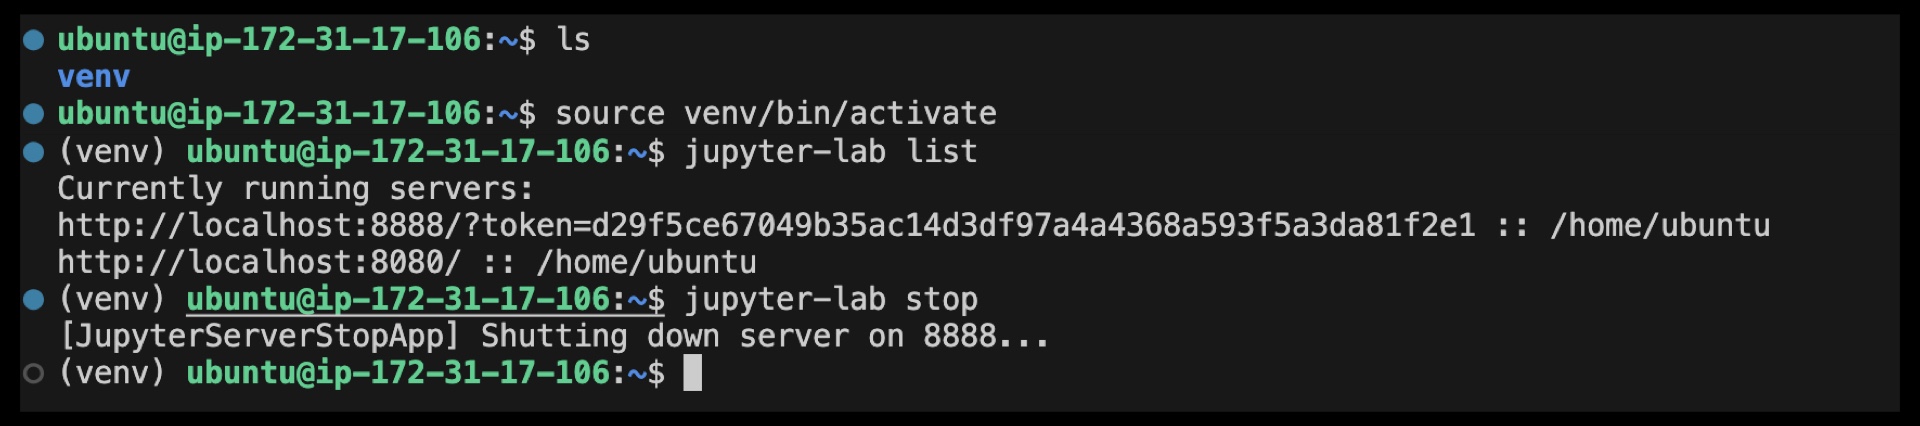 ubuntu@ip-172-31-17-106:~$ ls
venv
ubuntu@ip-172-31-17-106:~$ source venv/bin/activate
(venv) ubuntu@ip-172-31-17-106:~$ jupyter-lab list
Currently running servers:
http://localhost:8888/?token=d29f5ce67049b35ac14d3df97a4a4368a593f5a3da81f2e1 :: /home/ubuntu
http://localhost:8080/ :: /home/ubuntu
(venv) ubuntu@ip-172-31-17-106:~$ jupyter-lab stop
[JupyterServerStopApp] Shutting down server on 8888...
(venv) ubuntu@ip-172-31-17-106:~$